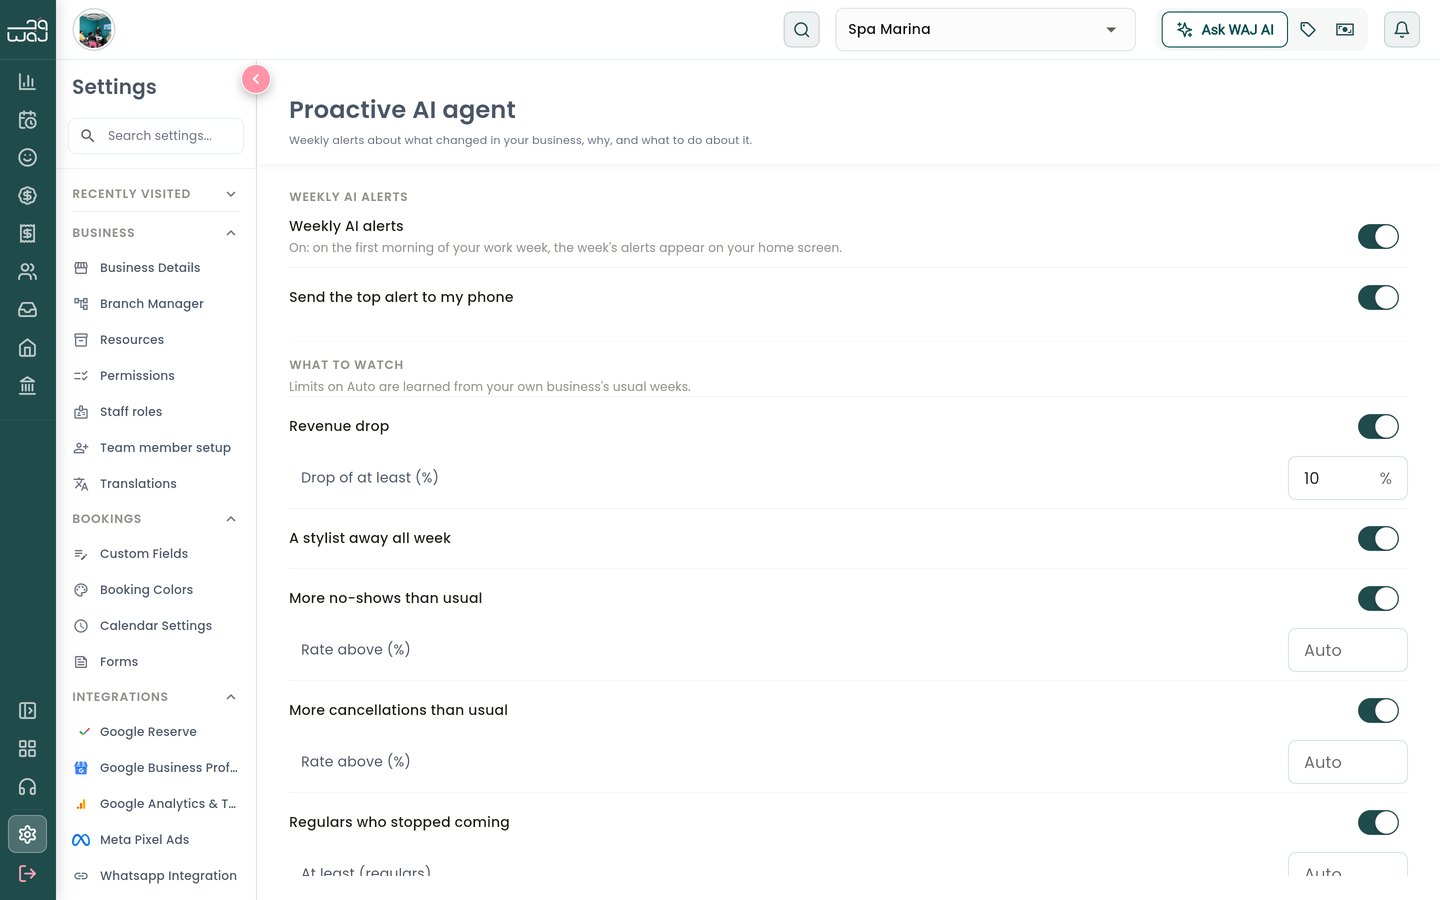 waj
Spa Marina
Ask WAJ AI
Settings
Search settings...
RECENTLY VISITED
BUSINESS
Business Details
Branch Manager
Resources
Permissions
Staff roles
Team member setup
Translations
BOOKINGS
Custom Fields
Booking Colors
Calendar Settings
Forms
INTEGRATIONS
Google Reserve
Google Business Prof...
Google Analytics & T...
Meta Pixel Ads
Whatsapp Integration
Proactive AI agent
Weekly alerts about what changed in your business, why, and what to do about it.
WEEKLY AI ALERTS
Weekly AI alerts
On: on the first morning of your work week, the week's alerts appear on your home screen.
Send the top alert to my phone
WHAT TO WATCH
Limits on Auto are learned from your own business's usual weeks.
Revenue drop
Drop of at least (%)
10 %
A stylist away all week
More no-shows than usual
Rate above (%)
Auto
More cancellations than usual
Rate above (%)
Auto
Regulars who stopped coming
At least (regulars)
Auto